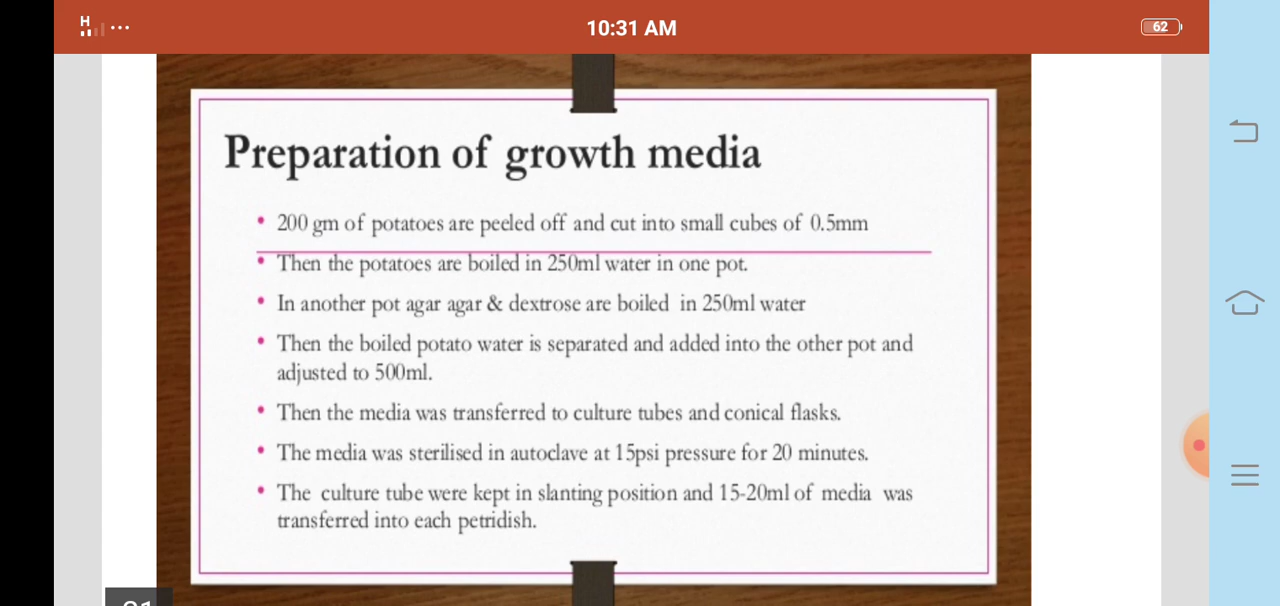 H
10:31 AM
62
Preparation of growth media
• 200 gm of potatoes are peeled off and cut into small cubes of 0.5mm
• Then the potatoes are boiled in 250ml water in one pot.
• In another pot agar agar & dextrose are boiled in 250ml water
• Then the boiled potato water is separated and added into the other pot and
adjusted to 500ml.
• Then the media was transferred to culture tubes and conical flasks.
• The media was sterilised in autoclave at 15psi pressure for 20 minutes.
• The culture tube were kept in slanting position and 15-20ml of media was
transferred into each petridish.